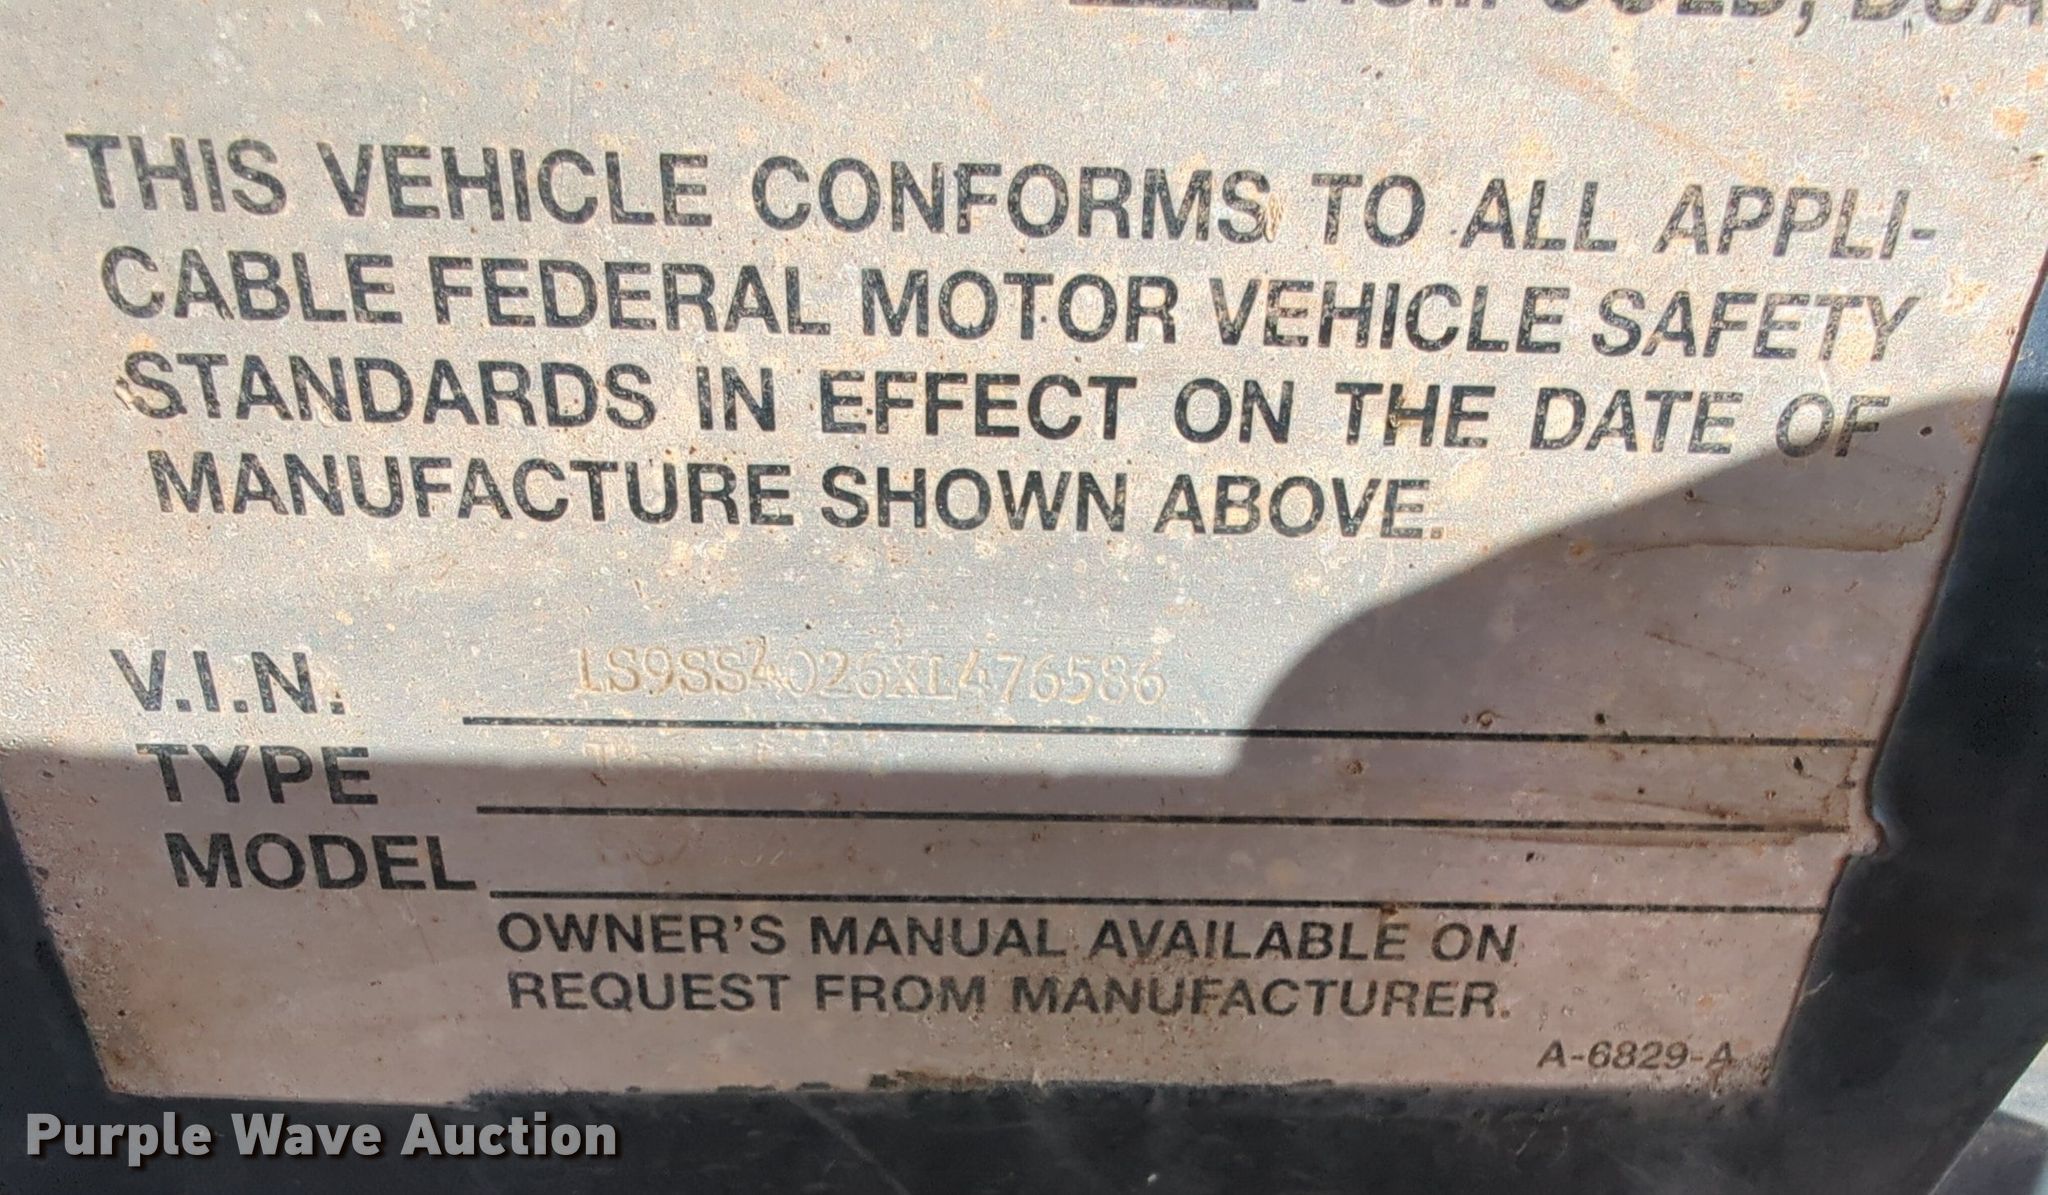 THIS VEHICLE CONFORMS TO ALL APPLI-
CABLE FEDERAL MOTOR VEHICLE SAFETY
STANDARDS IN EFFECT ON THE DATE OF
MANUFACTURE SHOWN ABOVE.
V.I.N. 1S9SS4026XL476586
TYPE
MODEL
OWNER'S MANUAL AVAILABLE ON
REQUEST FROM MANUFACTURER.
A-6829-A
Purple Wave Auction